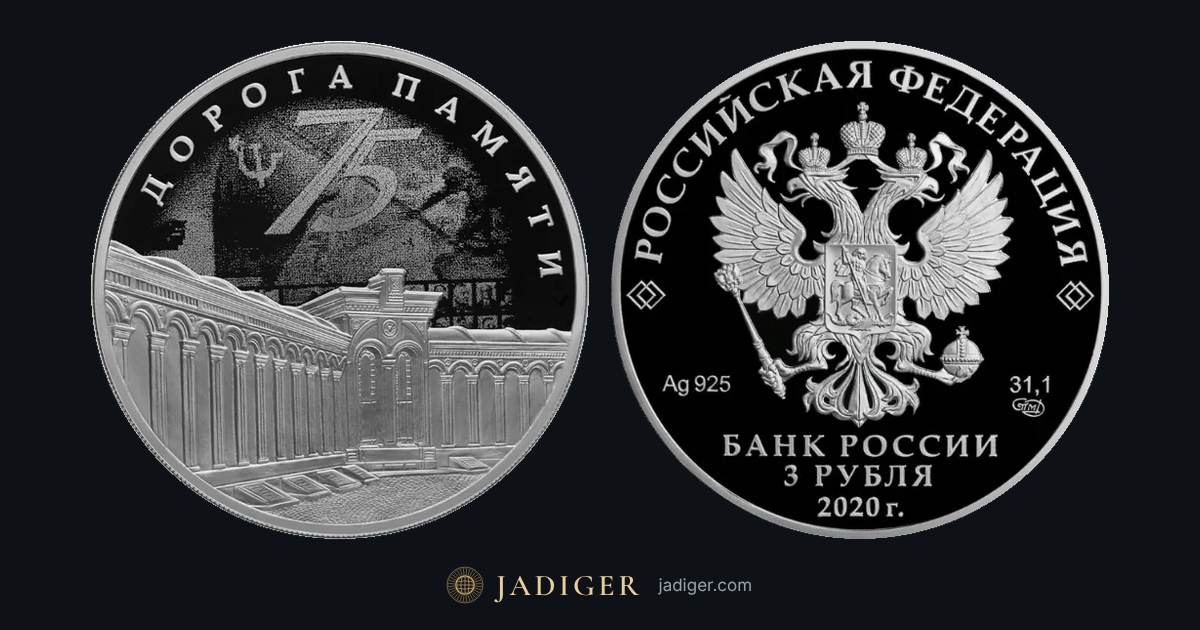 ДОРОГА ПАМЯТИ
75
РОССИЙСКАЯ ФЕДЕРАЦИЯ
Ag 925
31,1
БАНК РОССИИ
3 РУБЛЯ
2020 г.
JADIGER
jadiger.com